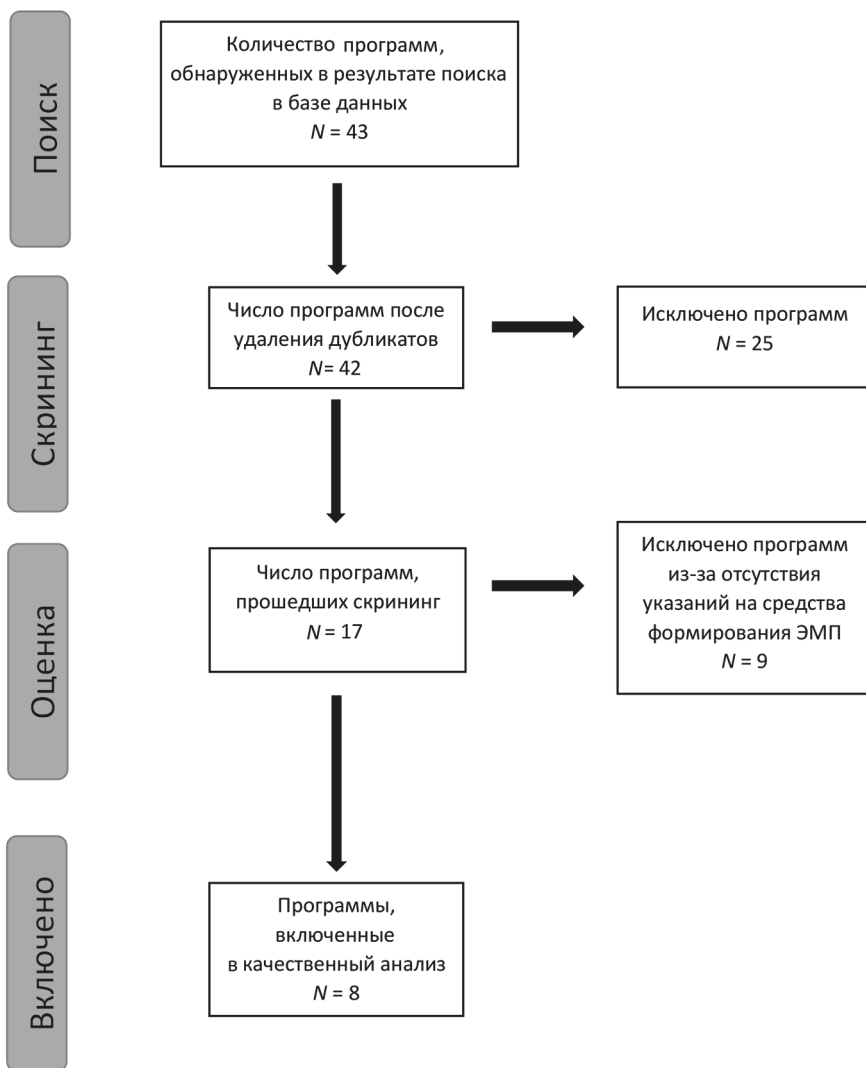 Поиск
Количество программ,
обнаруженных в результате поиска
в базе данных
N = 43
Скрининг
Число программ после
удаления дубликатов
N= 42
Исключено программ
N = 25
Оценка
Число программ,
прошедших скрининг
N = 17
Исключено программ
из-за отсутствия
указаний на средства
формирования ЭМП
N = 9
Включено
Программы,
включенные
в качественный анализ
N = 8